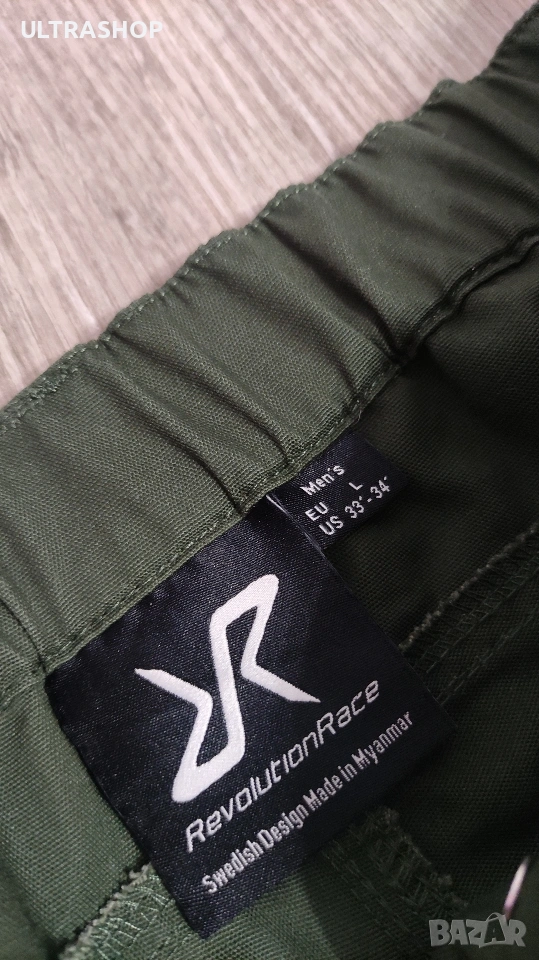 ULTRASHOP
Men's
EU L
US 33'-34'
RevolutionRace
Swedish Design Made in Myanmar
BAZAR